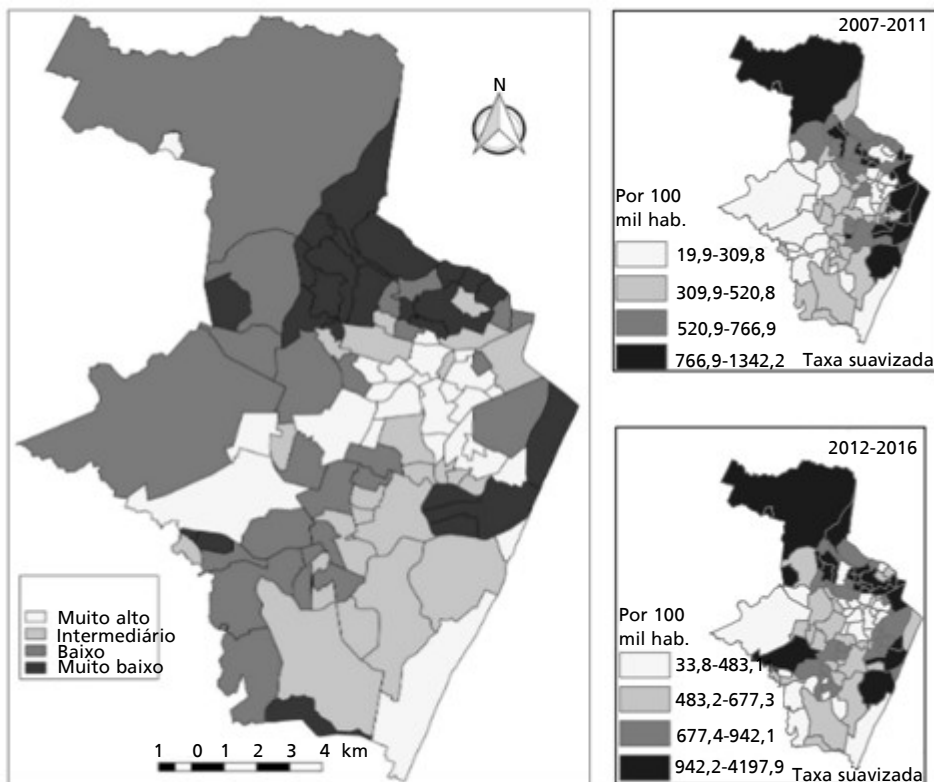 N
Muito alto
Intermediário
Baixo
Muito baixo
1 0 1 2 3 4 km
2007-2011
Por 100
mil hab.
19,9-309,8
309,9-520,8
520,9-766,9
766,9-1342,2 Taxa suavizada
2012-2016
Por 100
mil hab.
33,8-483,1
483,2-677,3
677,4-942,1
942,2-4197,9 Taxa suavizada